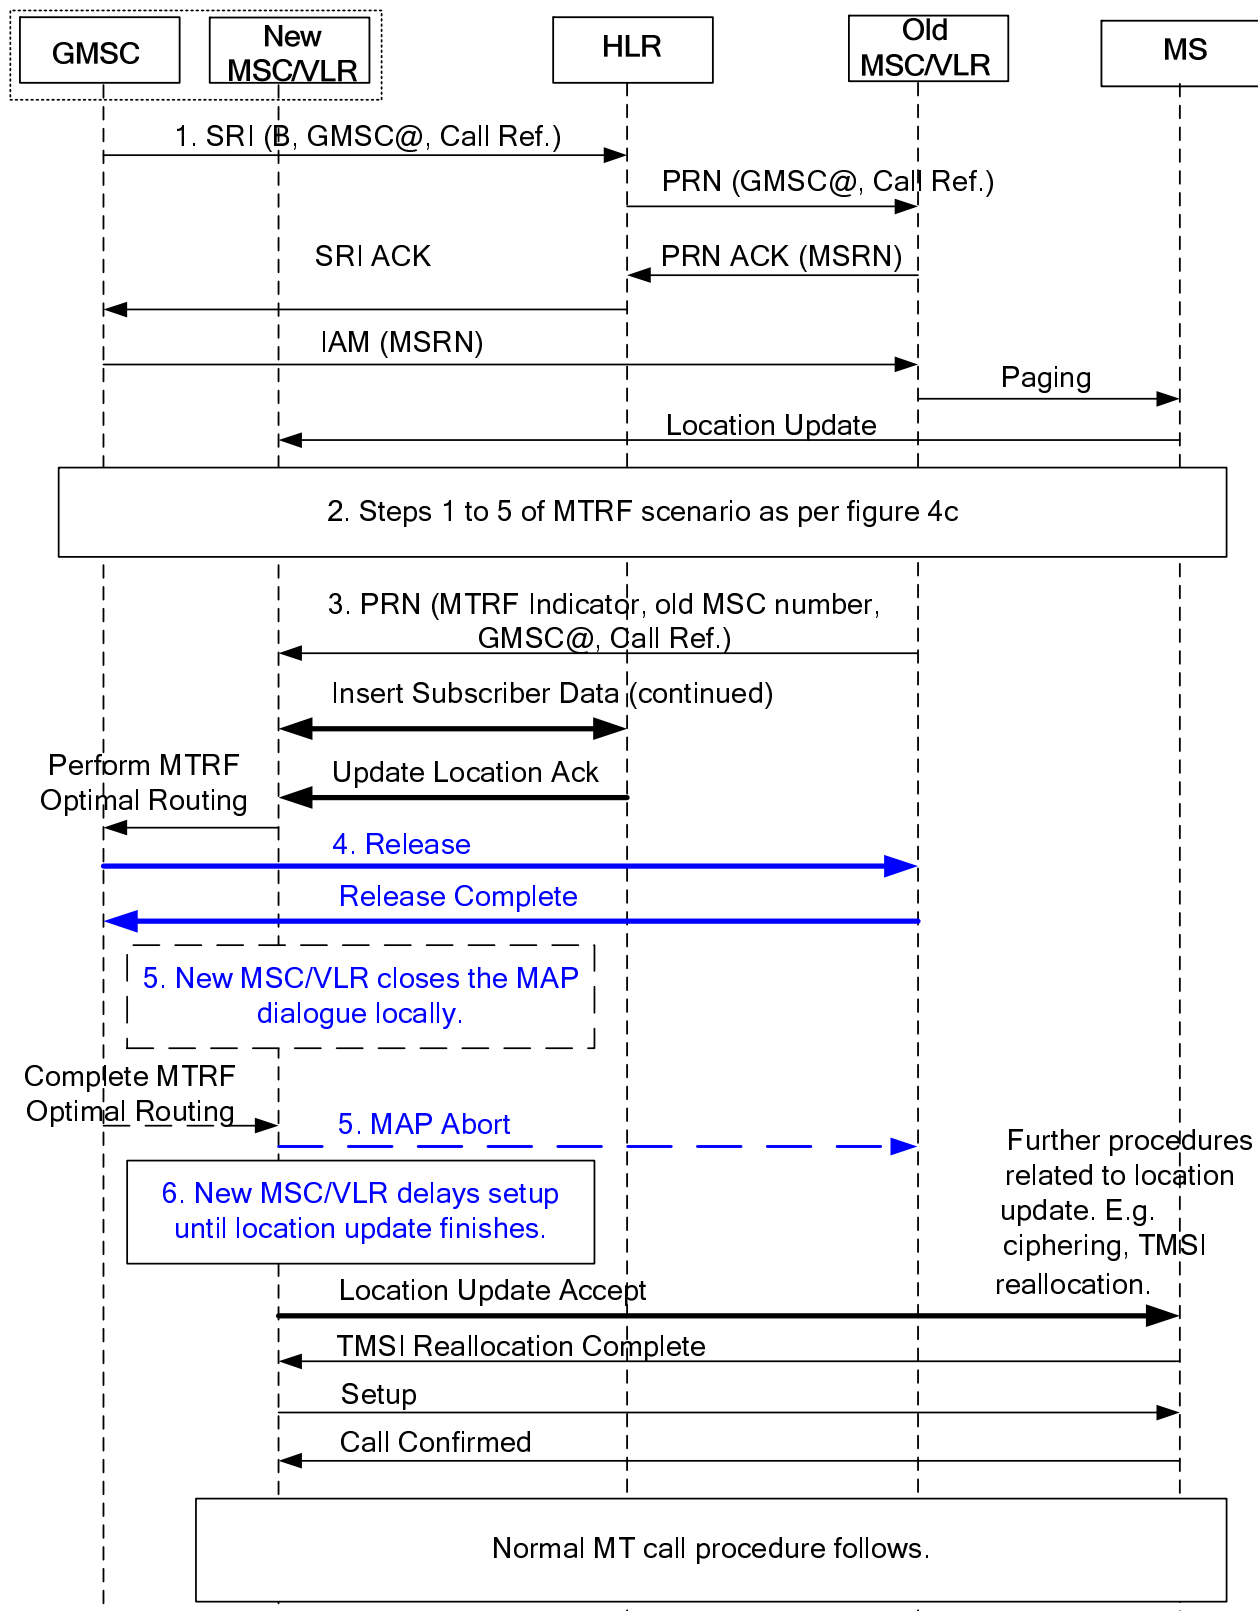 GMSC
New
MSC/VLR
HLR
Old
MSC/VLR
MS
1. SRI (B, GMSC@, Call Ref.)
PRN (GMSC@, Call Ref.)
SRI ACK
PRN ACK (MSRN)
IAM (MSRN)
Paging
Location Update
2. Steps 1 to 5 of MTRF scenario as per figure 4c
3. PRN (MTRF Indicator, old MSC number,
GMSC@, Call Ref.)
Insert Subscriber Data (continued)
Perform MTRF
Optimal Routing
Update Location Ack
4. Release
Release Complete
5. New MSC/VLR closes the MAP
dialogue locally.
Complete MTRF
Optimal Routing
5. MAP Abort
Further procedures
related to location
update. E.g.
ciphering, TMSI
reallocation.
6. New MSC/VLR delays setup
until location update finishes.
Location Update Accept
TMSI Reallocation Complete
Setup
Call Confirmed
Normal MT call procedure follows.